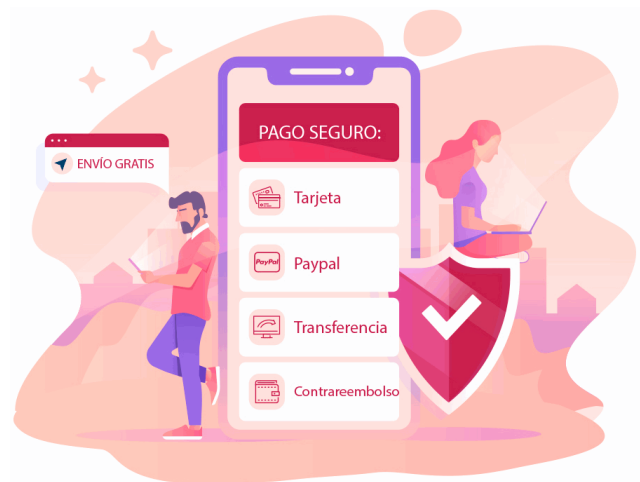 PAGO SEGURO:
ENVÍO GRATIS
Tarjeta
PayPal
Paypal
Transferencia
Contrareembolso